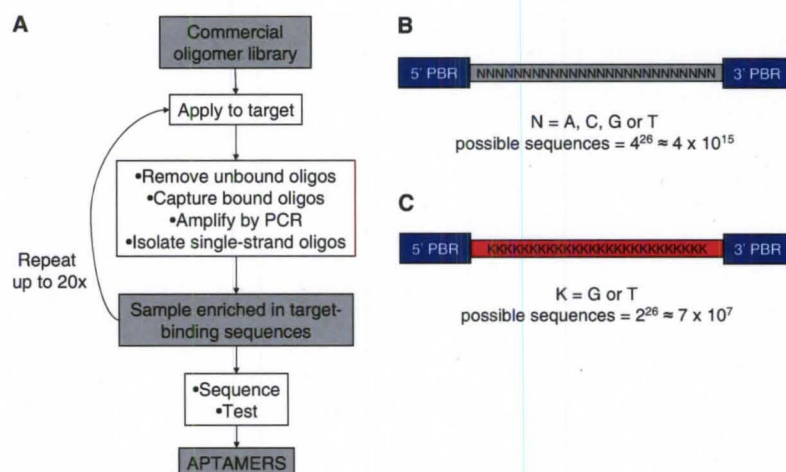 A
Commercial
oligomer library
Apply to target
•Remove unbound oligos
•Capture bound oligos
•Amplify by PCR
•Isolate single-strand oligos
Repeat
up to 20x
Sample enriched in target-
binding sequences
•Sequence
•Test
APTAMERS
B
5' PBR
NNNNNNNNNNNNNNNNNNNNNNNNNN
3' PBR
N = A, C, G or T
possible sequences = 4²⁶ ≈ 4 x 10¹⁵
C
5' PBR
KKKKKKKKKKKKKKKKKKKKKKKKKK
3' PBR
K = G or T
possible sequences = 2²⁶ ≈ 7 x 10⁷